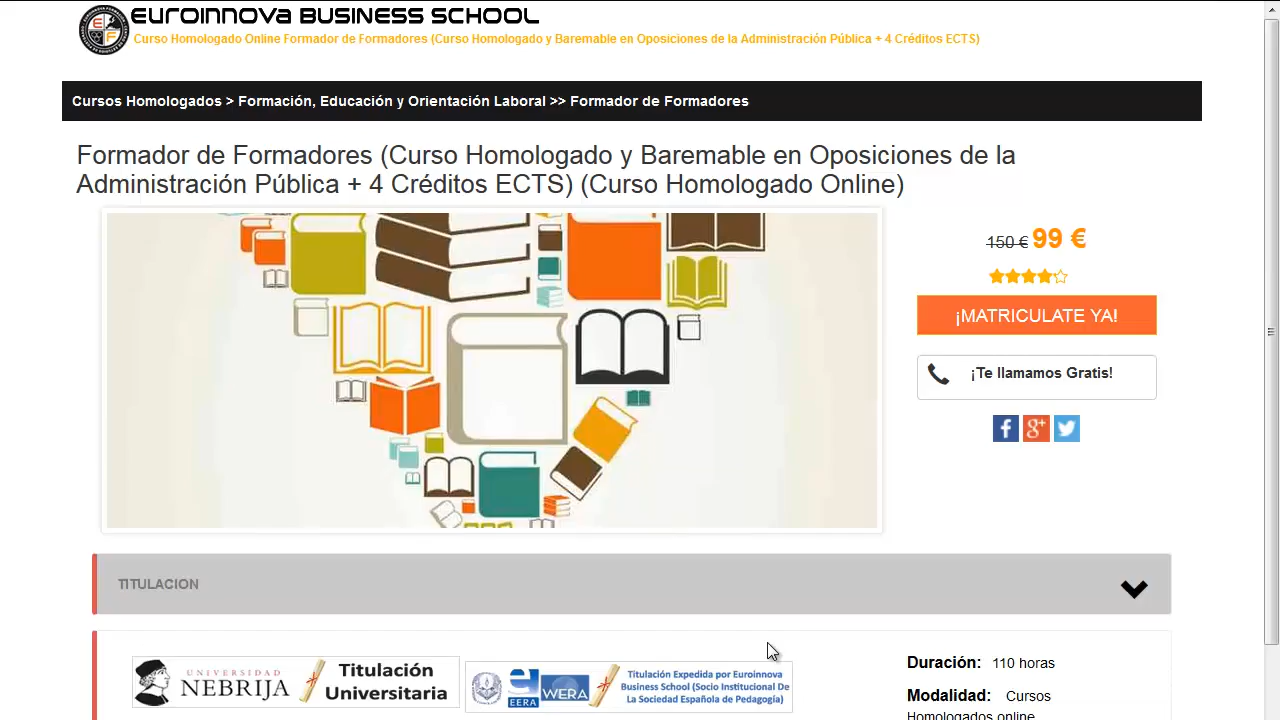 EUROINNOVA BUSINESS SCHOOL
Curso Homologado Online Formador de Formadores (Curso Homologado y Baremable en Oposiciones de la Administración Pública + 4 Créditos ECTS)
Cursos Homologados > Formación, Educación y Orientación Laboral >> Formador de Formadores
Formador de Formadores (Curso Homologado y Baremable en Oposiciones de la
Administración Pública + 4 Créditos ECTS) (Curso Homologado Online)
150 € 99 €
¡MATRICULATE YA!
¡Te llamamos Gratis!
TITULACION
UNIVERSIDAD
NEBRIJA
Titulación
Universitaria
EERA
WERA
Titulación Expedida por Euroinnova
Business School (Socio Institucional De
La Sociedad Española de Pedagogía)
Duración: 110 horas
Modalidad: Cursos
Homologados online